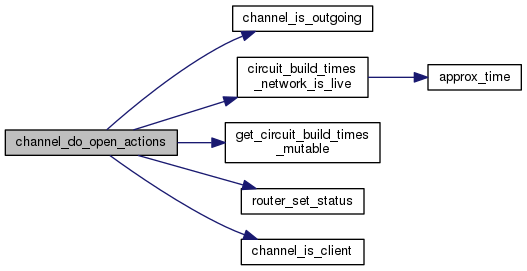 channel_is_outgoing
circuit_build_times
_network_is_live
approx_time
channel_do_open_actions
get_circuit_build_times
_mutable
router_set_status
channel_is_client